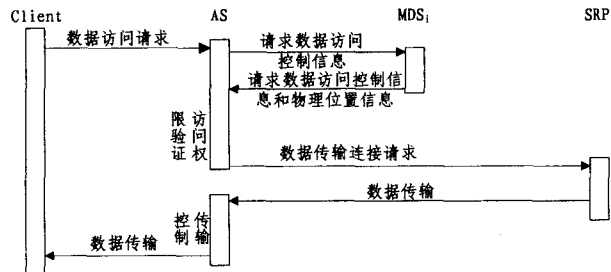 Client
AS
MDSᵢ
SRP
数据访问请求
请求数据访问
控制信息
请求数据访问控制信
息和物理位置信息
访问权
限验证
数据传输连接请求
数据传输
传输
控制
数据传输